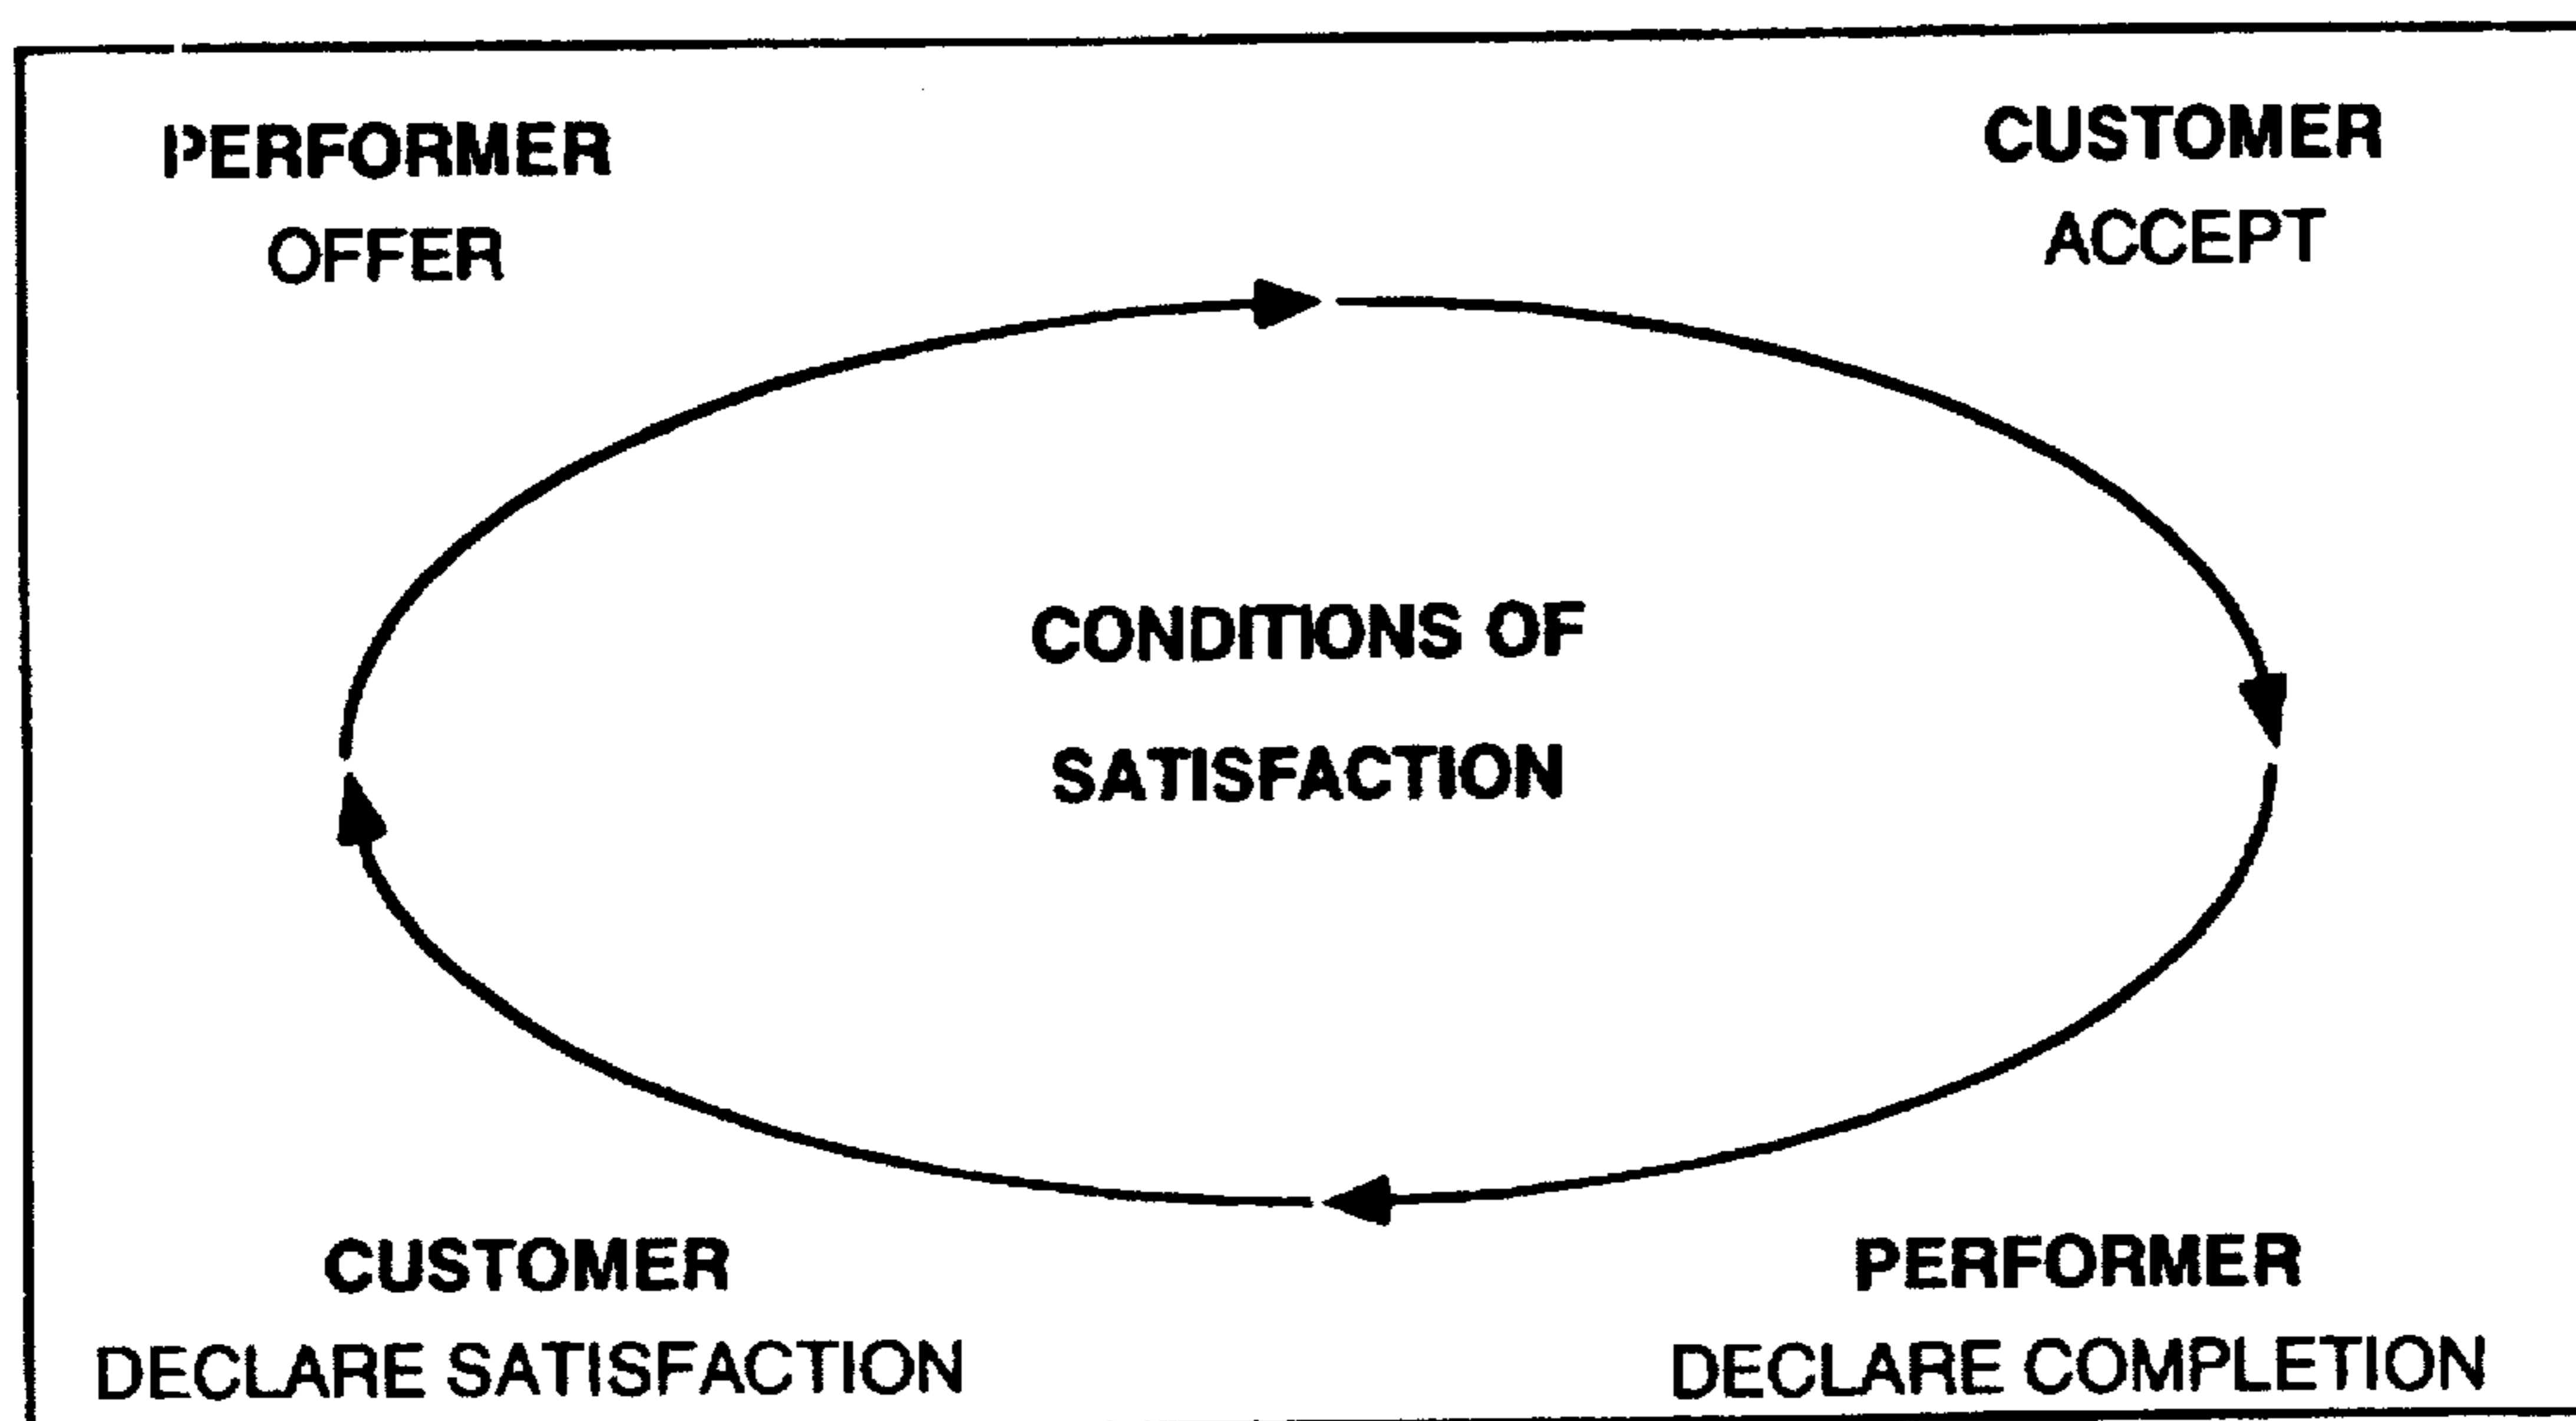 PERFORMER
OFFER
CUSTOMER
ACCEPT
CONDITIONS OF
SATISFACTION
CUSTOMER
DECLARE SATISFACTION
PERFORMER
DECLARE COMPLETION